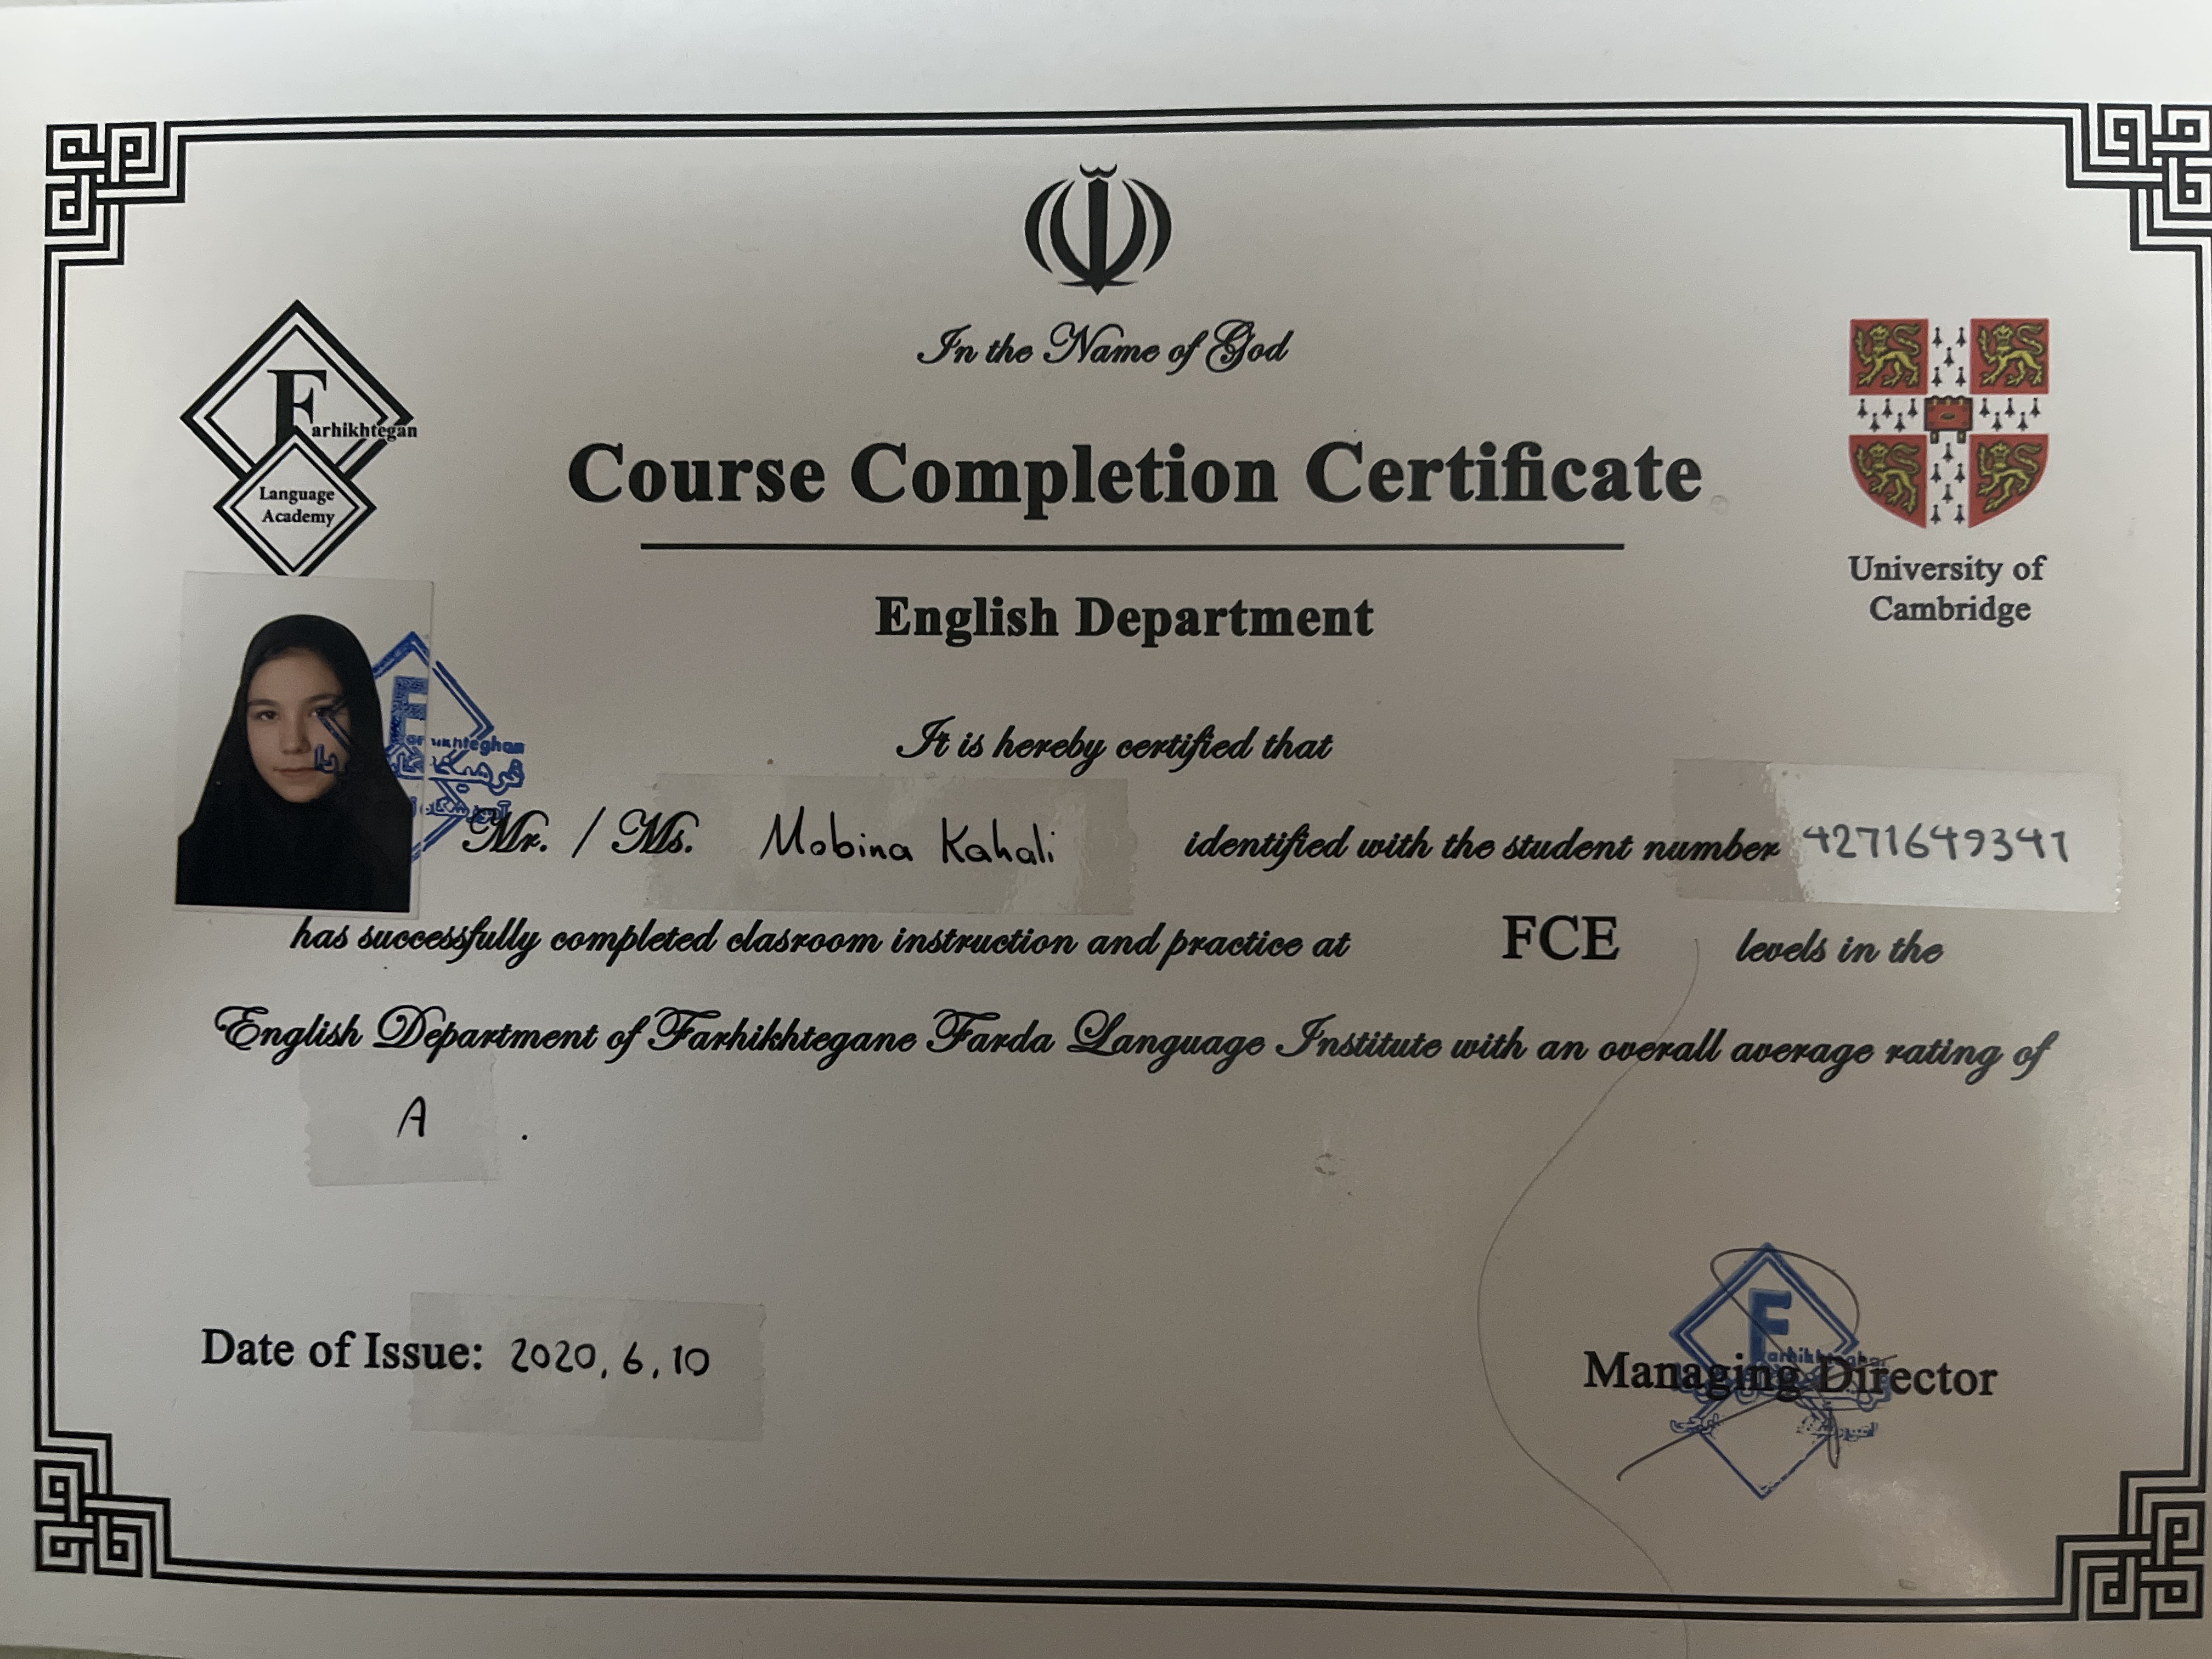 In the Name of God
Farhikhtegan
Language
Academy
Course Completion Certificate
University of
Cambridge
English Department
It is hereby certified that
Mr. / Ms. Mobina Kahali identified with the student number 4271649341
has successfully completed clasroom instruction and practice at FCE levels in the
English Department of Farhikhtegane Farda Language Institute with an overall average rating of
A .
Date of Issue: 2020, 6, 10
Managing Director